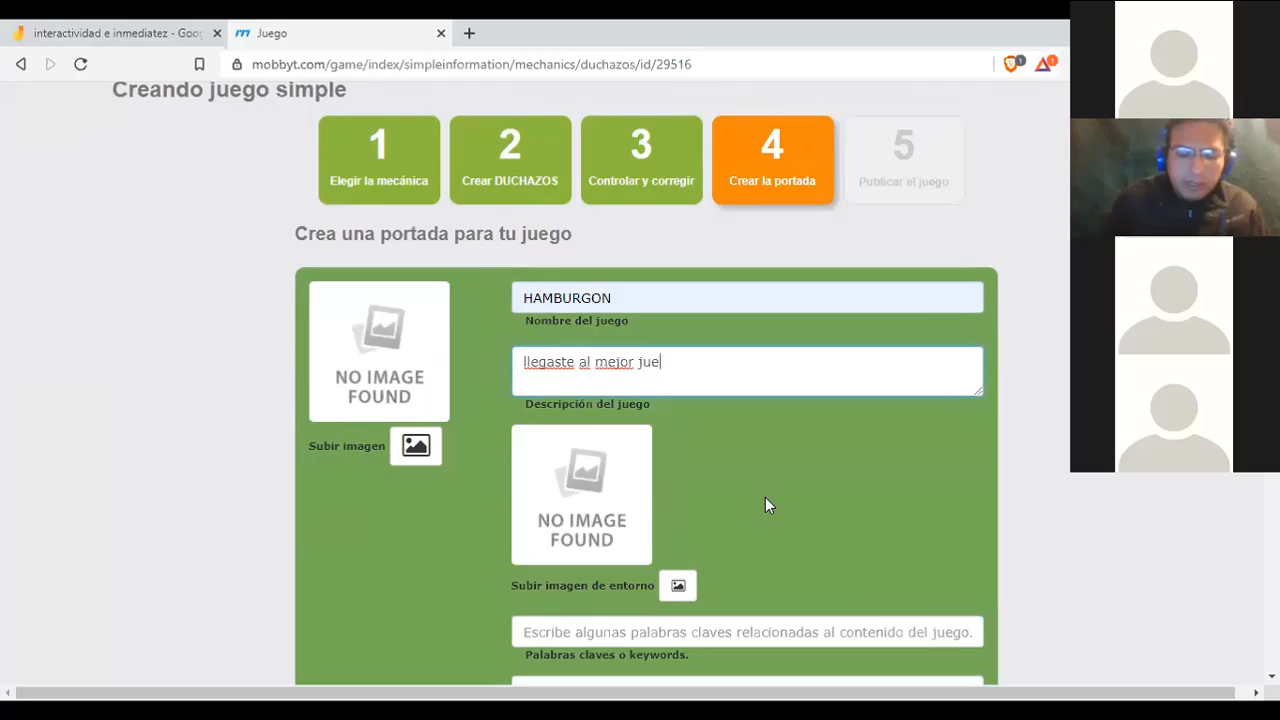 interactividad e inmediatez - Goog
Juego
mobbyt.com/game/index/simpleinformation/mechanics/duchazos/id/29516
Creando juego simple
1
Elegir la mecánica
2
Crear DUCHAZOS
3
Controlar y corregir
4
Crear la portada
5
Publicar el juego
Crea una portada para tu juego
NO IMAGE
FOUND
Subir imagen
HAMBURGON
Nombre del juego
llegaste al mejor jue
Descripción del juego
NO IMAGE
FOUND
Subir imagen de entorno
Escribe algunas palabras claves relacionadas al contenido del juego.
Palabras claves o keywords.